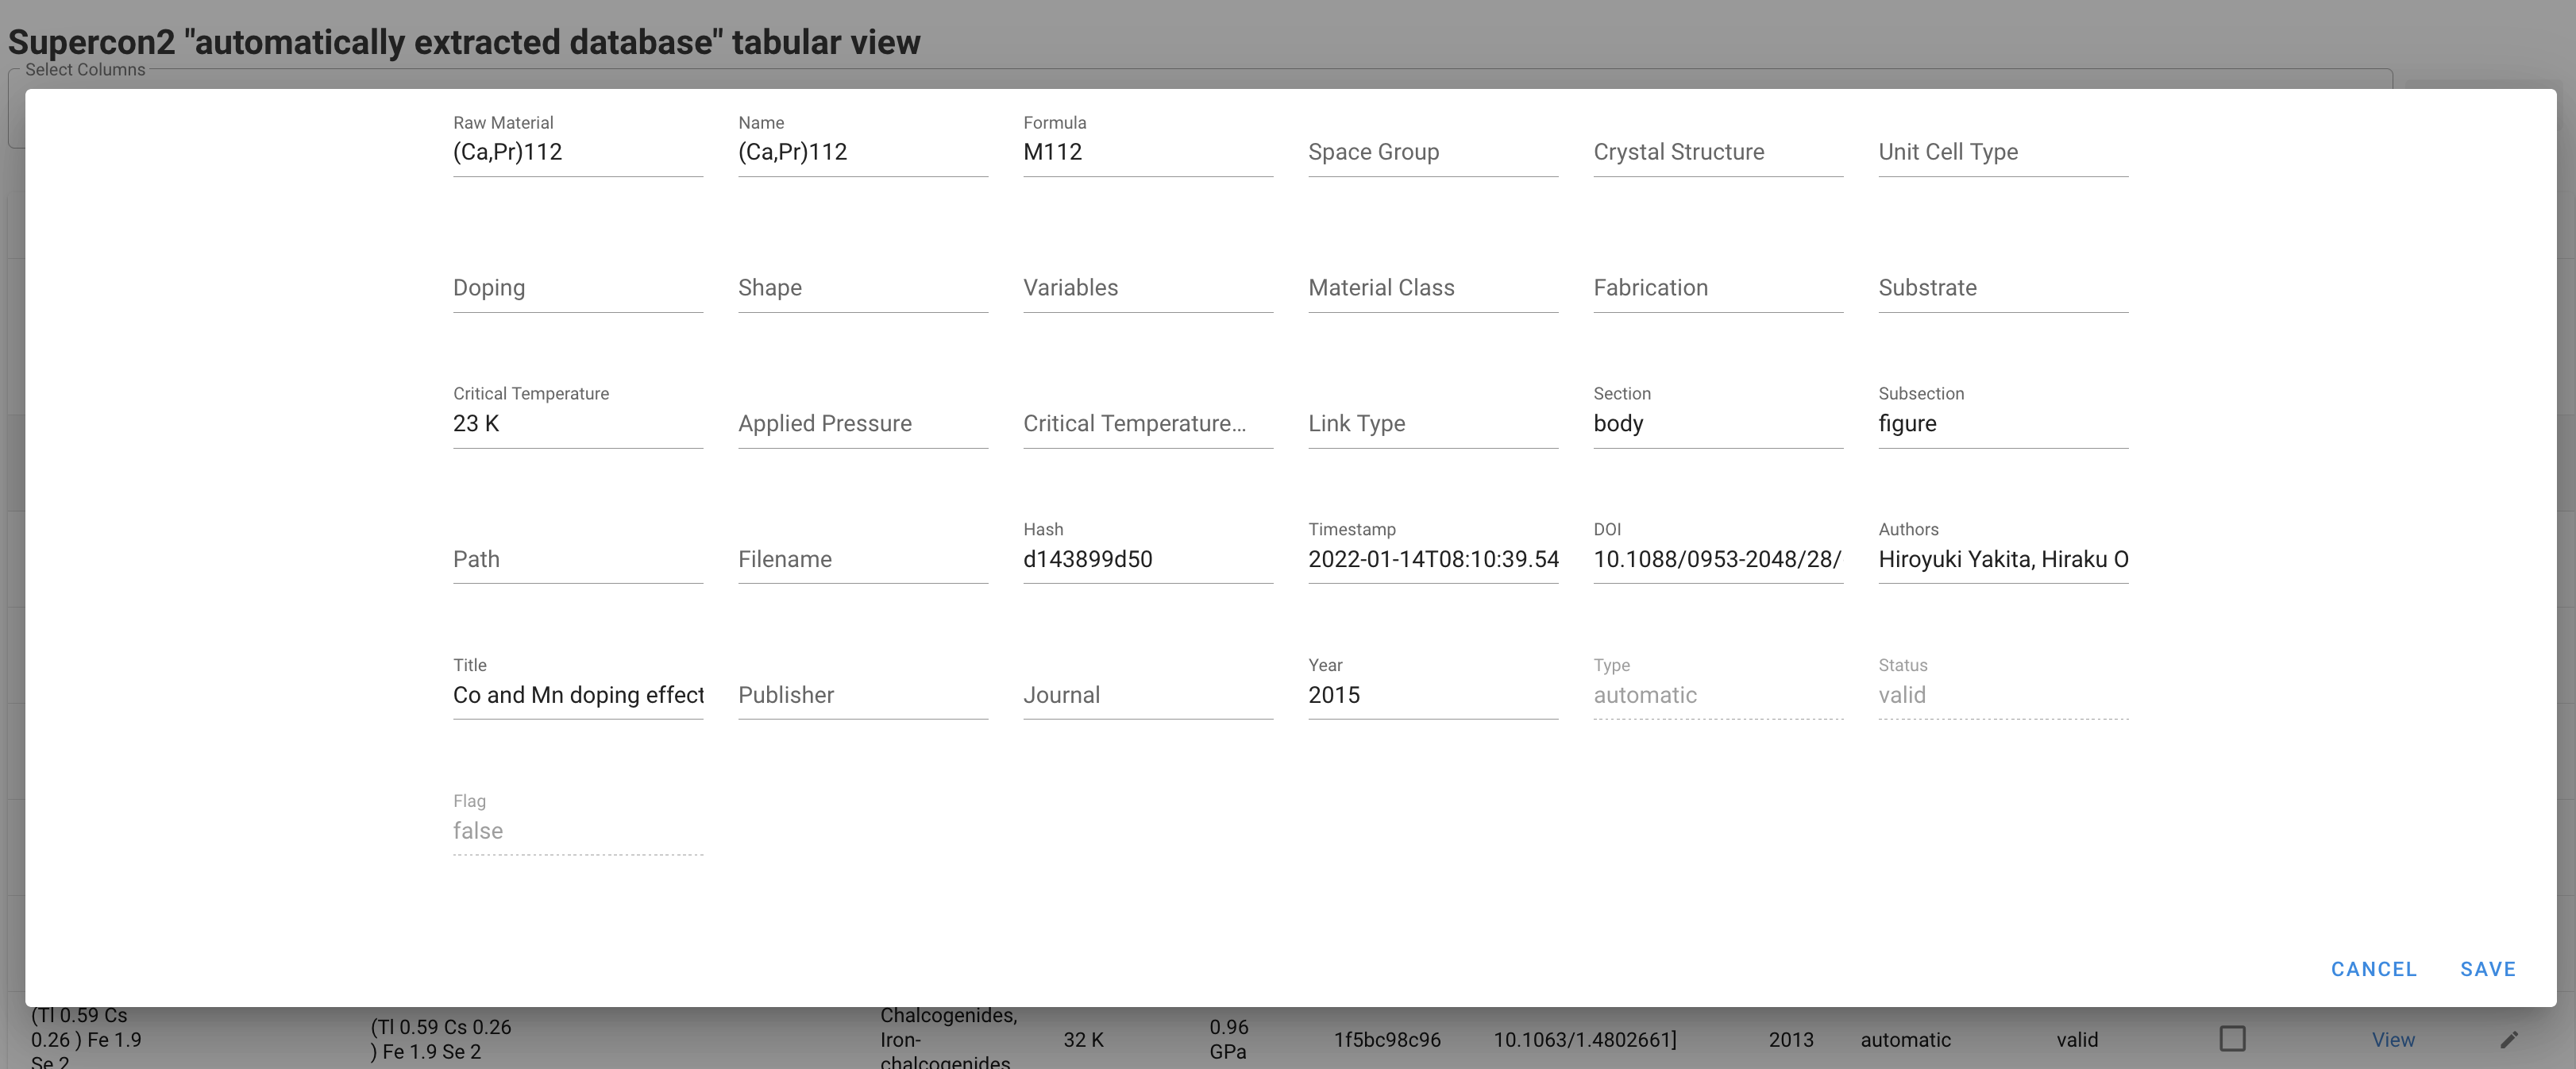 Supercon2 "automatically extracted database" tabular view
Select Columns
Raw Material Name Formula
(Ca,Pr)112 (Ca,Pr)112 M112 Space Group Crystal Structure Unit Cell Type
Doping Shape Variables Material Class Fabrication Substrate
Critical Temperature Section Subsection
23 K Applied Pressure Critical Temperature... Link Type body figure
Hash Timestamp DOI Authors
Path Filename d143899d50 2022-01-14T08:10:39.54 10.1088/0953-2048/28/ Hiroyuki Yakita, Hiraku O
Title Year Type Status
Co and Mn doping effect Publisher Journal 2015 automatic valid
Flag
false
CANCEL SAVE
(Tl 0.59 Cs
0.26 ) Fe 1.9
Se 2
(Tl 0.59 Cs 0.26
) Fe 1.9 Se 2
Chalcogenides,
Iron-
chalcogenides
32 K
0.96
GPa
1f5bc98c96
10.1063/1.4802661]
2013
automatic
valid
View